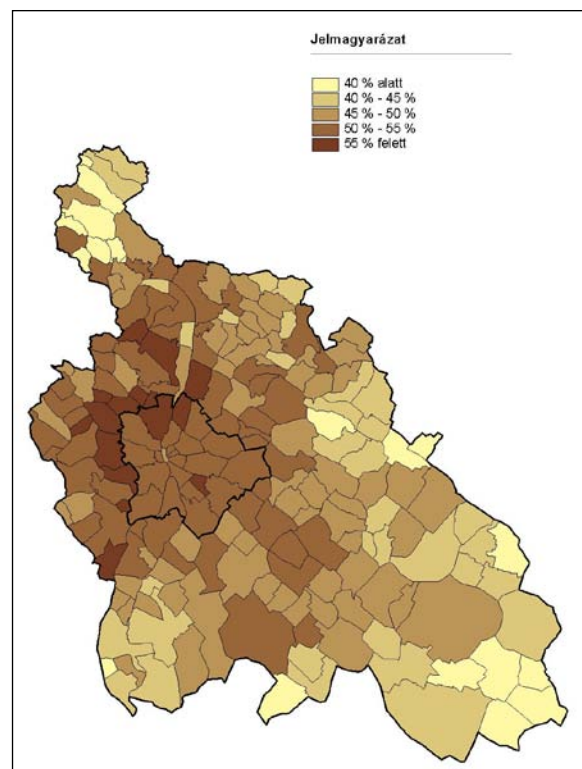 Jelmagyarázat
40 % alatt
40 % - 45 %
45 % - 50 %
50 % - 55 %
55 % felett